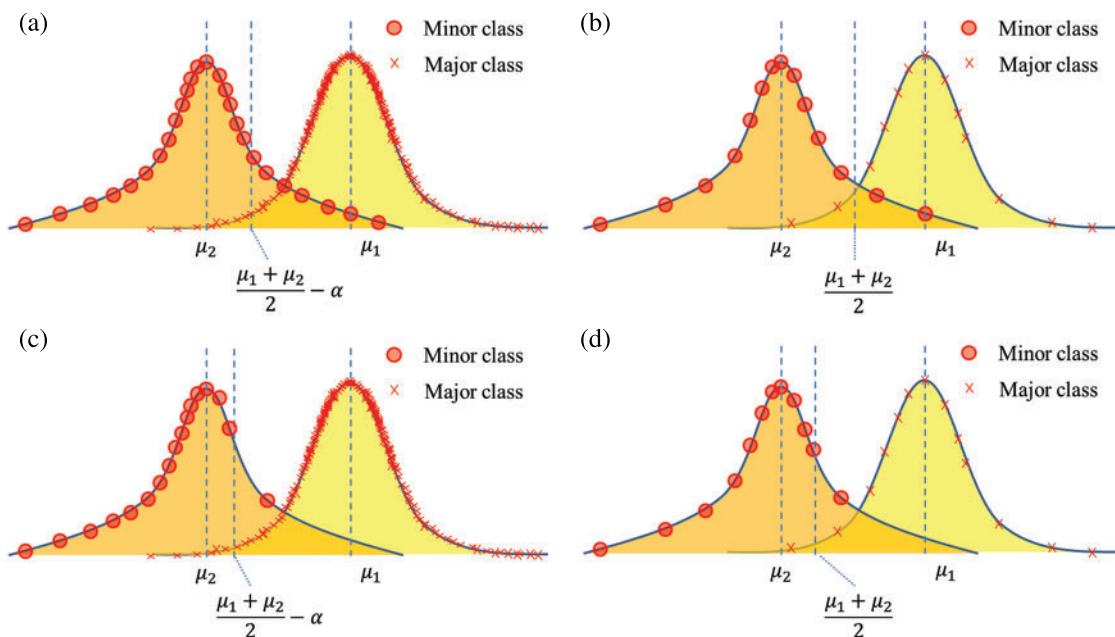 (a)
Minor class
Major class
μ₂
μ₁
(μ₁ + μ₂)/2 − α
(b)
Minor class
Major class
μ₂
μ₁
(μ₁ + μ₂)/2
(c)
Minor class
Major class
μ₂
μ₁
(μ₁ + μ₂)/2 − α
(d)
Minor class
Major class
μ₂
μ₁
(μ₁ + μ₂)/2